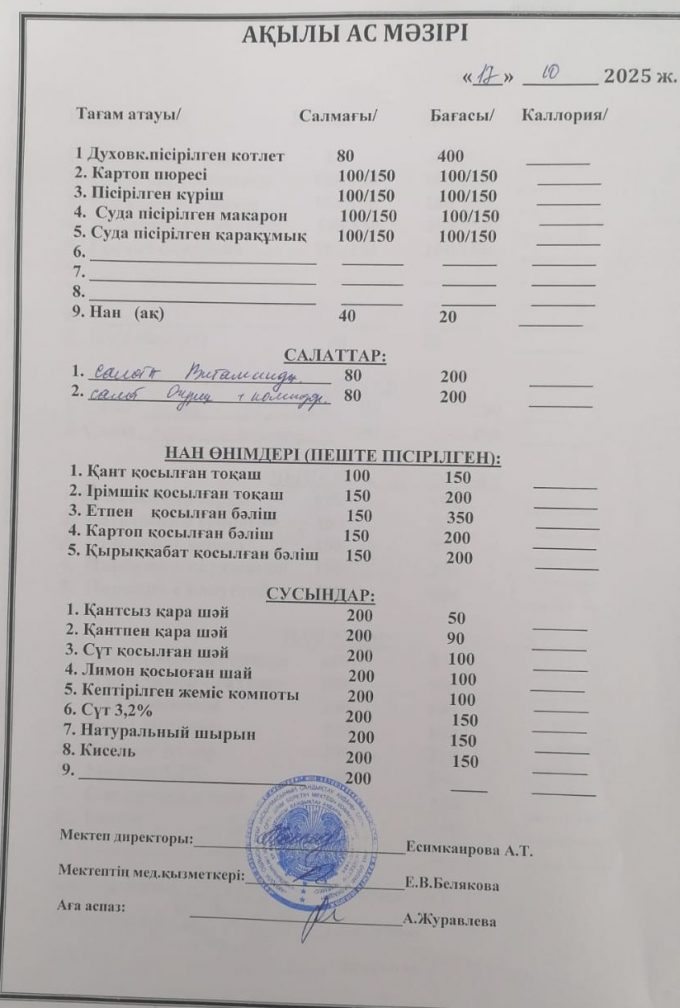 АҚЫЛЫ АС МӘЗІРІ
«17» 10 2025 ж.
Тағам атауы/ Салмағы/ Бағасы/ Каллория/
1 Духовк.пісірілген котлет 80 400
2. Картоп пюресі 100/150 100/150
3. Пісірілген күріш 100/150 100/150
4. Суда пісірілген макарон 100/150 100/150
5. Суда пісірілген қарақұмық 100/150 100/150
6.
7.
8.
9. Нан (ақ) 40 20
САЛАТТАР:
1. салат 80 200
2. салат 80 200
НАН ӨНІМДЕРІ (ПЕШТЕ ПІСІРІЛГЕН):
1. Қант қосылған тоқаш 100 150
2. Ірімшік қосылған тоқаш 150 200
3. Етпен қосылған бәліш 150 350
4. Картоп қосылған бәліш 150 200
5. Қырыққабат қосылған бәліш 150 200
СУСЫНДАР:
1. Қантсыз қара шәй 200 50
2. Қантпен қара шәй 200 90
3. Сүт қосылған шәй 200 100
4. Лимон қосыоған шай 200 100
5. Кептірілген жеміс компоты 200 100
6. Сүт 3,2% 200 150
7. Натуральный шырын 200 150
8. Кисель 200 150
9. 200
Мектеп директоры: Есимканрова А.Т.
Мектептің мед.қызметкері: Е.В.Белякова
Аға аспаз: А.Журавлева